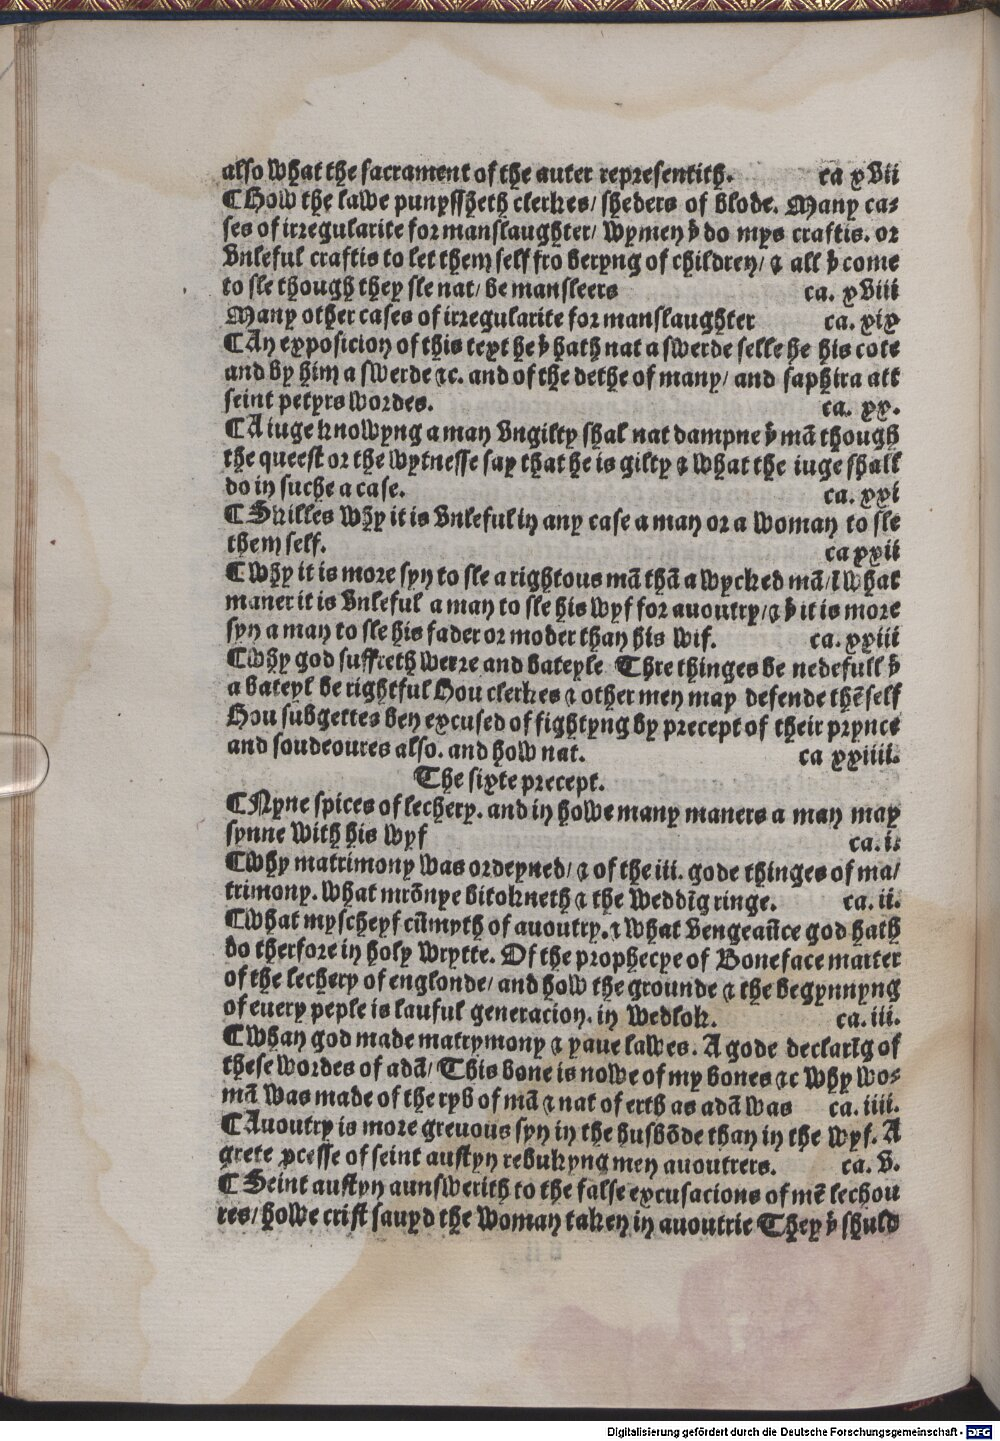 also what the sacrament of the auter representith. ca xvii
¶How the lawe punyssheth clerkes/ sheders of blode. Many ca⸗
ses of irregularite for manslaughter/ wymen þͭ do mys craftis. or
vnleful craftis to let them self fro beryng of children/ ⁊ all þͭ come
to sle though they sle nat/ be mansleers ca. xviii
Many other cases of irregularite for manslaughter ca. xix
¶An exposicion of this text he þͭ hath nat a swerde selle he his cote
and by him a swerde ⁊c. and of the dethe of many/ and saphira att
seint petyrs wordes. ca. xx.
¶A iuge knowyng a man vngilty shal nat dampne þͭ mā though
the queest or the wytnesse say that he is gilty ⁊ what the iuge shall
do in suche a case. ca. xxi
¶Skilles why it is vnleful in any case a man or a woman to sle
them self. ca xxii
¶Why it is more syn to sle a rightous mā thā a wycked mā/ ī what
maner it is vnleful a man to sle his wyf for auoutry/ ⁊ þͭ it is more
syn a man to sle his fader or moder than his wif. ca. xxiii
¶Why god suffreth werre and bateyle Thre thinges be nedefull þͭ
a bateyl be rightful Hou clerkes ⁊ other men may defende thē self
Hou subgettes ben excused of fightyng by precept of their prynce
and soudeoures also. and how nat. ca xxiiii.
The sixte precept.
¶Nyne spices of lechery. and in howe many maners a man may
synne with his wyf ca. i.
¶Why matrimony was ordeyned/ ⁊ of the iii. gode thinges of ma/
trimony. what mrōnye bitokneth ⁊ the weddīg ringe. ca. ii.
¶What myscheyf cūmyth of auoutry. ⁊ what vengeaūce god hath
do therfore in holy wrytte. Of the prophecye of Boneface marter
of the lechery of englonde/ and how the grounde ⁊ the begynnyng
of euery peple is lauful generacion. in wedlok. ca. iii.
¶Whan god made matrymony ⁊ yaue lawes. A gode declarīg of
these wordes of adā/ This bone is nowe of my bones ⁊c why wo⸗
mā was made of the ryb of mā ⁊ nat of erth as adā was ca. iiii.
¶Auoutry is more greuous syn in the husbōde than in the wyf. A
grete ꝓcesse of seint austyn rebukyng men auoutrers. ca. v.
¶Seint austyn aunswerith to the false excusacions of mē lechou
res/ howe crist sauyd the woman taken in auoutrie They þͭ shuld
Digitalisierung gefördert durch die Deutsche Forschungsgemeinschaft - DFG